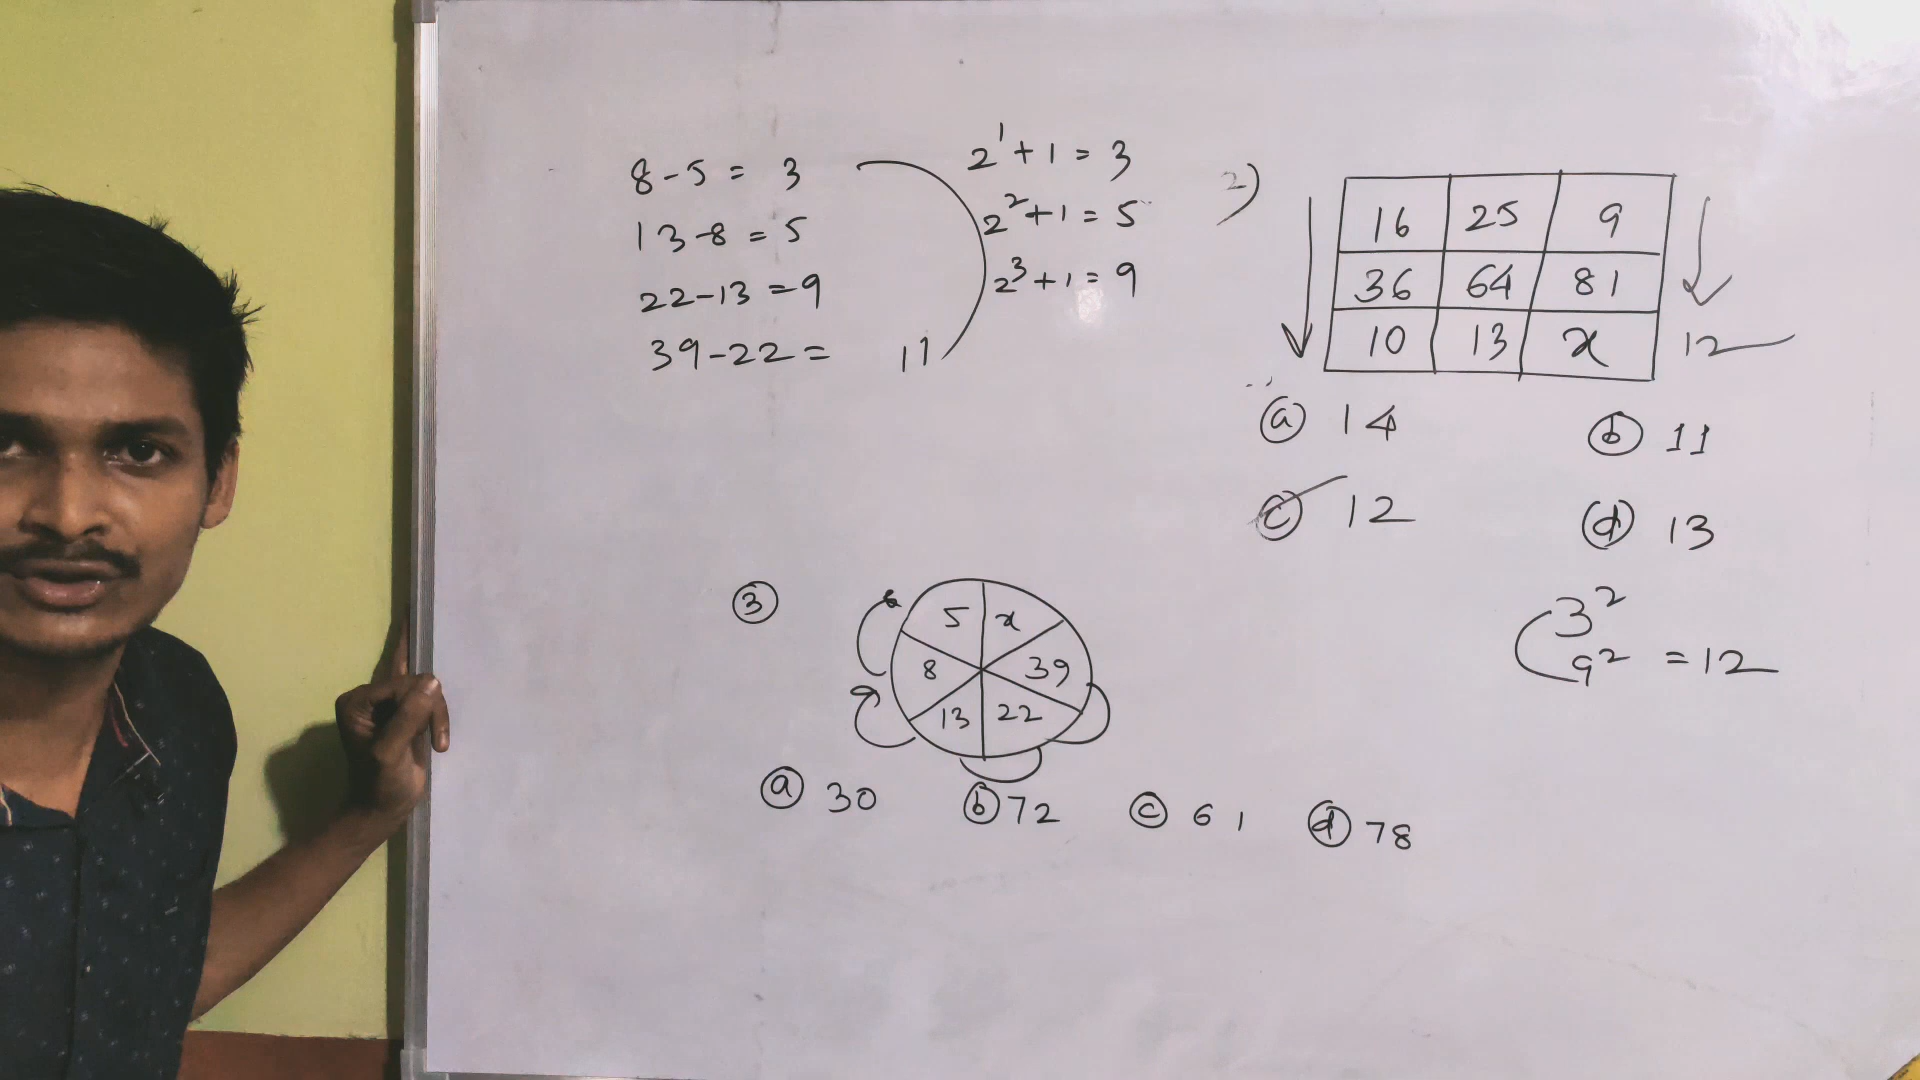 8-5 = 3
13-8 = 5
22-13 = 9
39-22 = 11
2¹+1 = 3
2²+1 = 5
2³+1 = 9
2)
16 25 9
36 64 81
10 13 x 12
ⓐ 14 ⓑ 11
ⓒ 12 ⓓ 13
3²
9² = 12
③
5 x
8 39
13 22
ⓐ 30 ⓑ 72 ⓒ 61 ⓓ 78